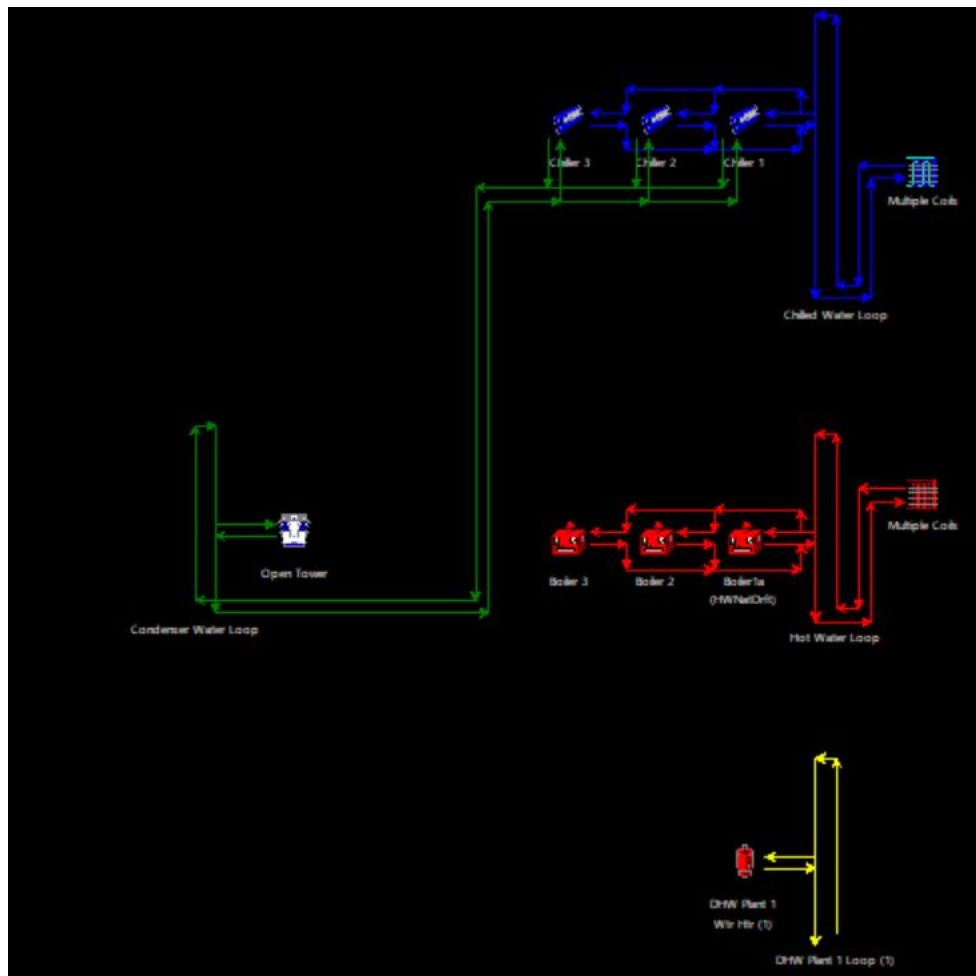 Chiller 3
Chiller 2
Chiller 1
Multiple Coils
Chilled Water Loop
Multiple Coils
Open Tower
Boiler 3
Boiler 2
Boiler1a
(HWNatDrft)
Condenser Water Loop
Hot Water Loop
DHW Plant 1
Wtr Htr (1)
DHW Plant 1 Loop (1)